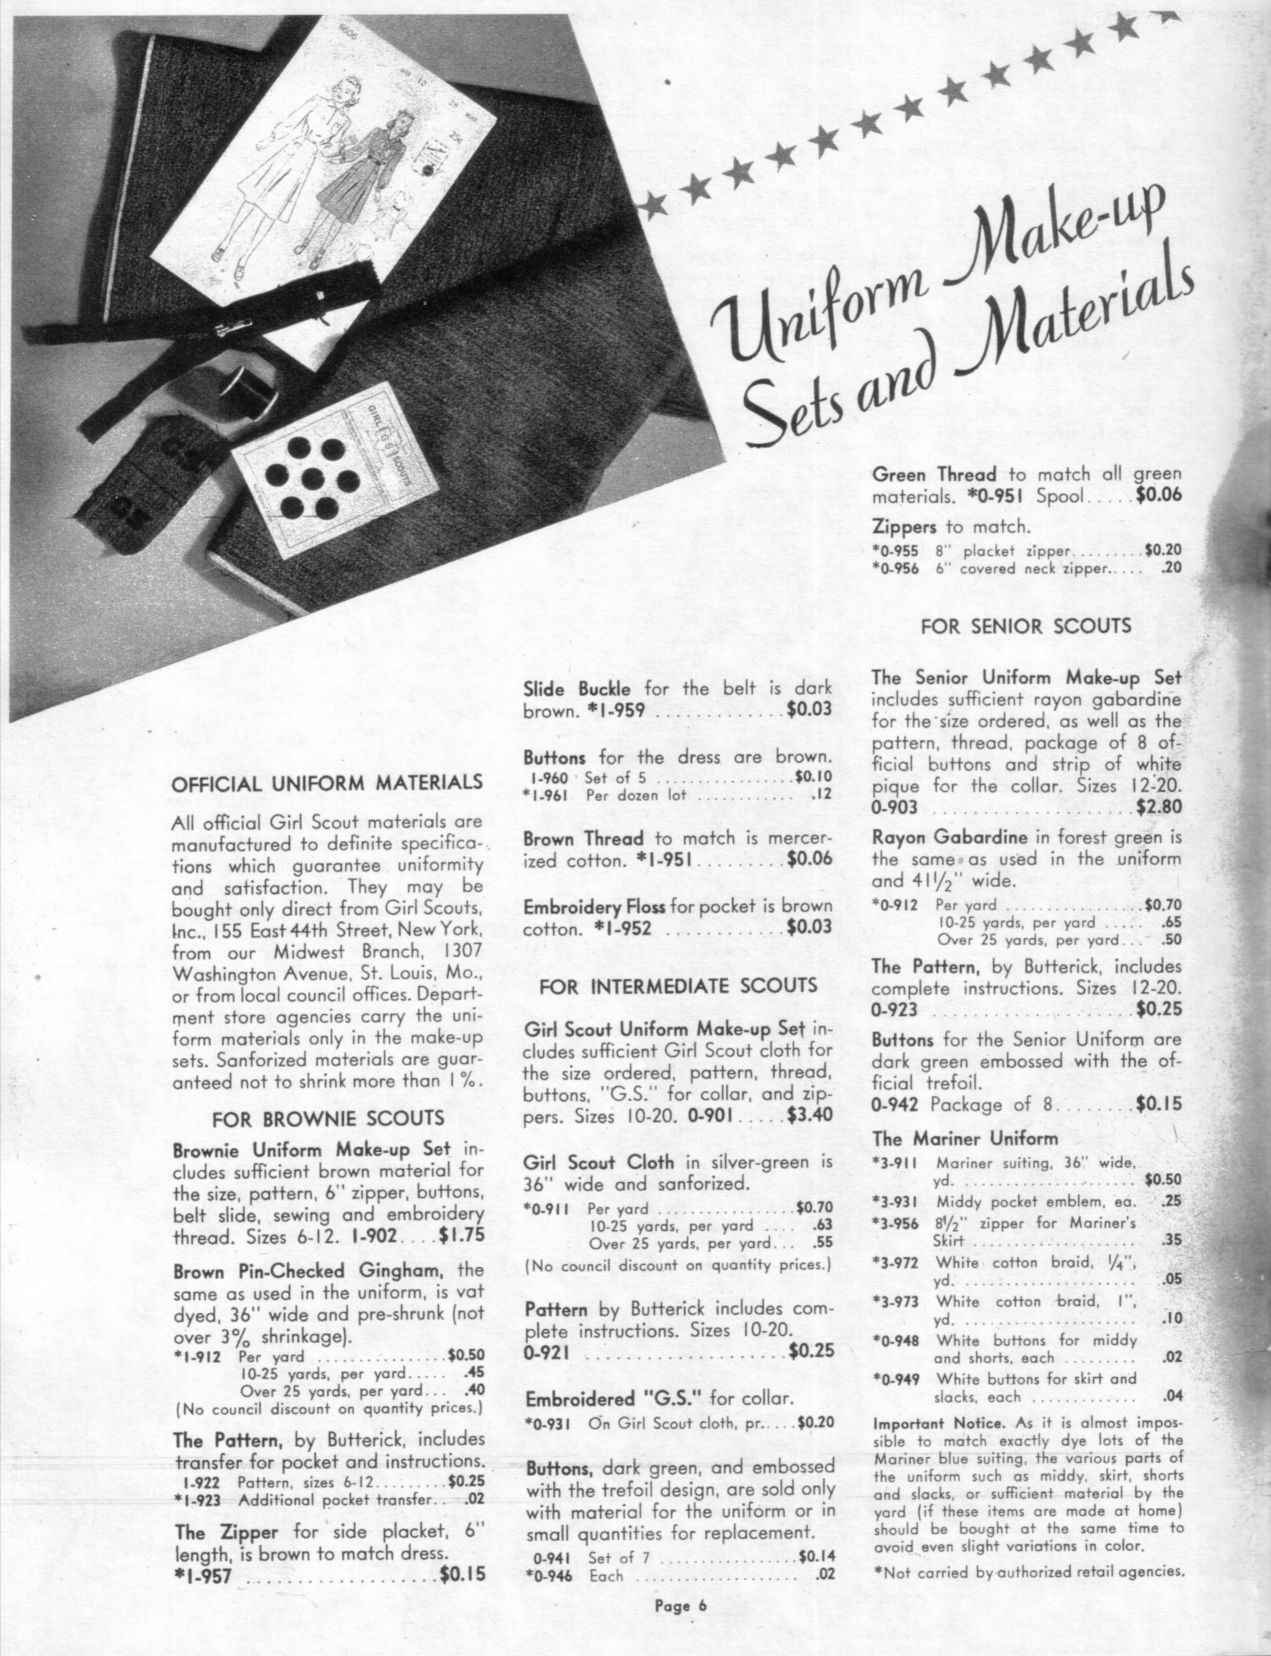 6606
12
25¢
GIRL SCOUTS
GS
G.S.
G.S.
Uniform Make-up
Sets and Materials
OFFICIAL UNIFORM MATERIALS
All official Girl Scout materials are
manufactured to definite specifica-
tions which guarantee uniformity
and satisfaction. They may be
bought only direct from Girl Scouts,
Inc., 155 East 44th Street, New York,
from our Midwest Branch, 1307
Washington Avenue, St. Louis, Mo.,
or from local council offices. Depart-
ment store agencies carry the uni-
form materials only in the make-up
sets. Sanforized materials are guar-
anteed not to shrink more than 1%.
FOR BROWNIE SCOUTS
Brownie Uniform Make-up Set in-
cludes sufficient brown material for
the size, pattern, 6" zipper, buttons,
belt slide, sewing and embroidery
thread. Sizes 6-12. 1-902....$1.75
Brown Pin-Checked Gingham, the
same as used in the uniform, is vat
dyed, 36" wide and pre-shrunk (not
over 3% shrinkage).
*1-912 Per yard ................$0.50
10-25 yards, per yard..... .45
Over 25 yards, per yard... .40
(No council discount on quantity prices.)
The Pattern, by Butterick, includes
transfer for pocket and instructions.
1-922 Pattern, sizes 6-12.........$0.25
*1-923 Additional pocket transfer.. .02
The Zipper for side placket, 6"
length, is brown to match dress.
*1-957 ...................$0.15
Slide Buckle for the belt is dark
brown. *1-959 .............$0.03
Buttons for the dress are brown.
1-960 Set of 5 .................$0.10
*1-961 Per dozen lot ............ .12
Brown Thread to match is mercer-
ized cotton. *1-951.........$0.06
Embroidery Floss for pocket is brown
cotton. *1-952 ............$0.03
FOR INTERMEDIATE SCOUTS
Girl Scout Uniform Make-up Set in-
cludes sufficient Girl Scout cloth for
the size ordered, pattern, thread,
buttons, "G.S." for collar, and zip-
pers. Sizes 10-20. 0-901.....$3.40
Girl Scout Cloth in silver-green is
36" wide and sanforized.
*0-911 Per yard .................$0.70
10-25 yards, per yard .... .63
Over 25 yards, per yard... .55
(No council discount on quantity prices.)
Pattern by Butterick includes com-
plete instructions. Sizes 10-20.
0-921 ....................$0.25
Embroidered "G.S." for collar.
*0-931 On Girl Scout cloth, pr.....$0.20
Buttons, dark green, and embossed
with the trefoil design, are sold only
with material for the uniform or in
small quantities for replacement.
0-941 Set of 7 .................$0.14
*0-946 Each .................... .02
Green Thread to match all green
materials. *0-951 Spool.....$0.06
Zippers to match.
*0-955 8" placket zipper.........$0.20
*0-956 6" covered neck zipper..... .20
FOR SENIOR SCOUTS
The Senior Uniform Make-up Set
includes sufficient rayon gabardine
for the size ordered, as well as the
pattern, thread, package of 8 of-
ficial buttons and strip of white
pique for the collar. Sizes 12-20.
0-903 ....................$2.80
Rayon Gabardine in forest green is
the same as used in the uniform
and 41½" wide.
*0-912 Per yard .................$0.70
10-25 yards, per yard ..... .65
Over 25 yards, per yard... .50
The Pattern, by Butterick, includes
complete instructions. Sizes 12-20.
0-923 ....................$0.25
Buttons for the Senior Uniform are
dark green embossed with the of-
ficial trefoil.
0-942 Package of 8........$0.15
The Mariner Uniform
*3-911 Mariner suiting, 36" wide,
yd. ..................... $0.50
*3-931 Middy pocket emblem, ea. .25
*3-956 8½" zipper for Mariner's
Skirt .................... .35
*3-972 White cotton braid, ¼",
yd. ...................... .05
*3-973 White cotton braid, 1",
yd. ...................... .10
*0-948 White buttons for middy
and shorts, each ......... .02
*0-949 White buttons for skirt and
slacks, each ............. .04
Important Notice. As it is almost impos-
sible to match exactly dye lots of the
Mariner blue suiting, the various parts of
the uniform such as middy, skirt, shorts
and slacks, or sufficient material by the
yard (if these items are made at home)
should be bought at the same time to
avoid even slight variations in color.
*Not carried by authorized retail agencies.
Page 6